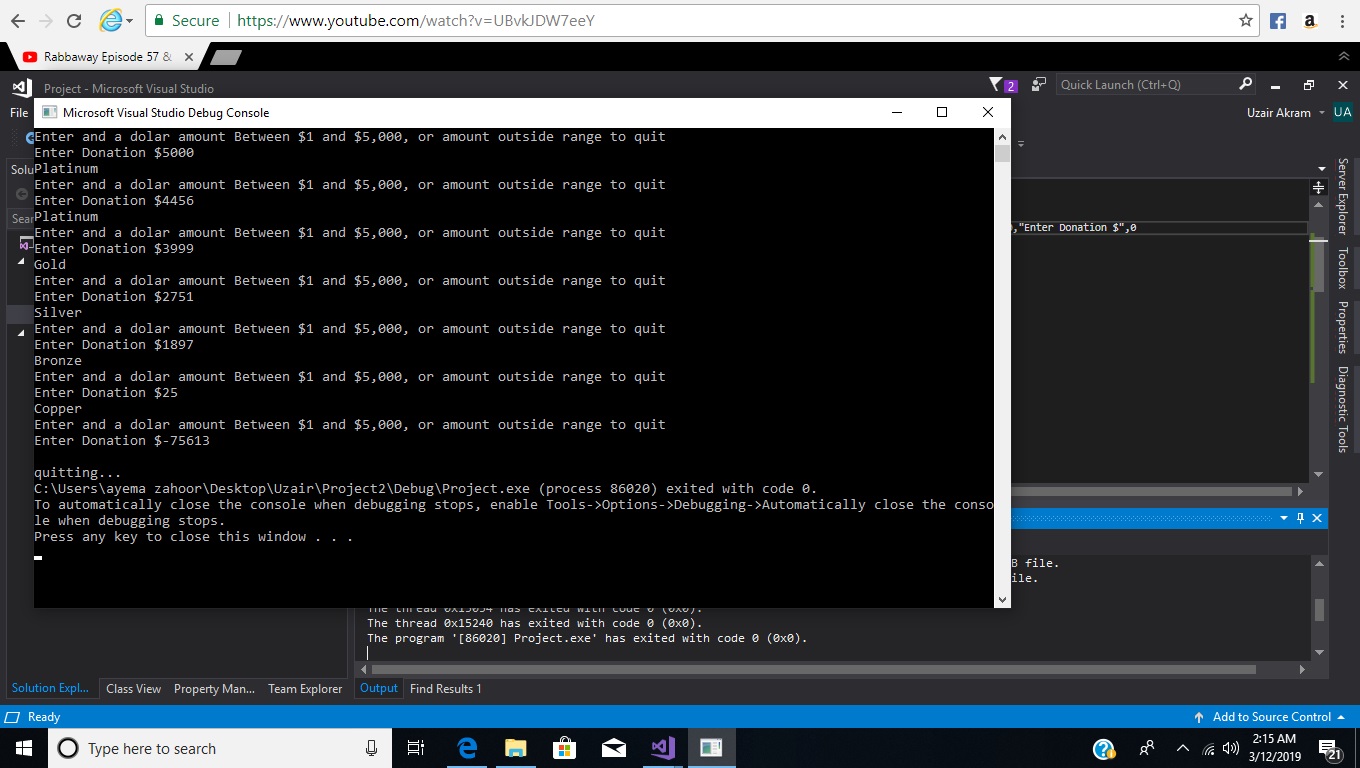 Secure https://www.youtube.com/watch?v=UBvkJDW7eeY
Rabbaway Episode 57 &
Project - Microsoft Visual Studio
2
Quick Launch (Ctrl+Q)
File
Uzair Akram
UA
Microsoft Visual Studio Debug Console
Enter and a dolar amount Between $1 and $5,000, or amount outside range to quit
Enter Donation $5000
Platinum
Enter and a dolar amount Between $1 and $5,000, or amount outside range to quit
Enter Donation $4456
Platinum
Enter and a dolar amount Between $1 and $5,000, or amount outside range to quit
Enter Donation $3999
Gold
Enter and a dolar amount Between $1 and $5,000, or amount outside range to quit
Enter Donation $2751
Silver
Enter and a dolar amount Between $1 and $5,000, or amount outside range to quit
Enter Donation $1897
Bronze
Enter and a dolar amount Between $1 and $5,000, or amount outside range to quit
Enter Donation $25
Copper
Enter and a dolar amount Between $1 and $5,000, or amount outside range to quit
Enter Donation $-75613
quitting...
C:\Users\ayema zahoor\Desktop\Uzair\Project2\Debug\Project.exe (process 86020) exited with code 0.
To automatically close the console when debugging stops, enable Tools->Options->Debugging->Automatically close the conso
le when debugging stops.
Press any key to close this window . . .
Solu
Sear
,"Enter Donation $",0
Server Explorer
Toolbox
Properties
Diagnostic Tools
B file.
ile.
The thread 0x15054 has exited with code 0 (0x0).
The thread 0x15240 has exited with code 0 (0x0).
The program '[86020] Project.exe' has exited with code 0 (0x0).
Solution Expl... Class View Property Man... Team Explorer
Output Find Results 1
Ready
Add to Source Control
Type here to search
2:15 AM
3/12/2019
21